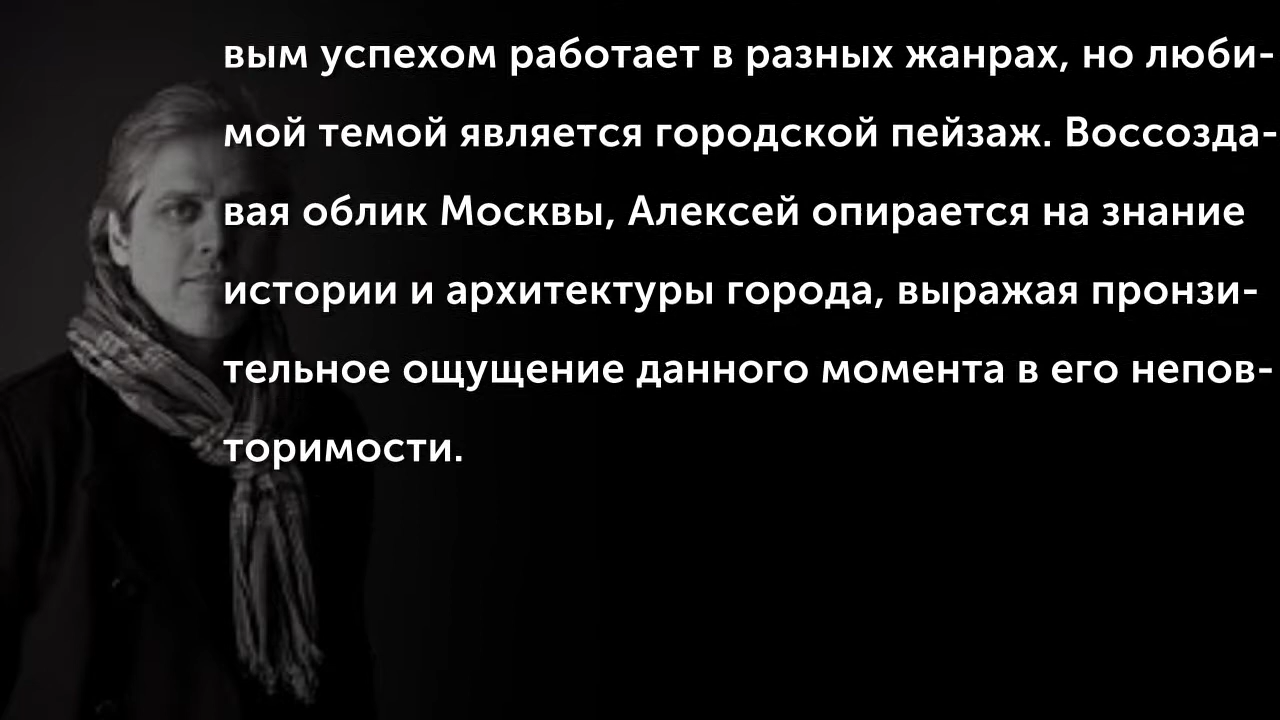 вым успехом работает в разных жанрах, но люби-
мой темой является городской пейзаж. Воссозда-
вая облик Москвы, Алексей опирается на знание
истории и архитектуры города, выражая пронзи-
тельное ощущение данного момента в его непов-
торимости.